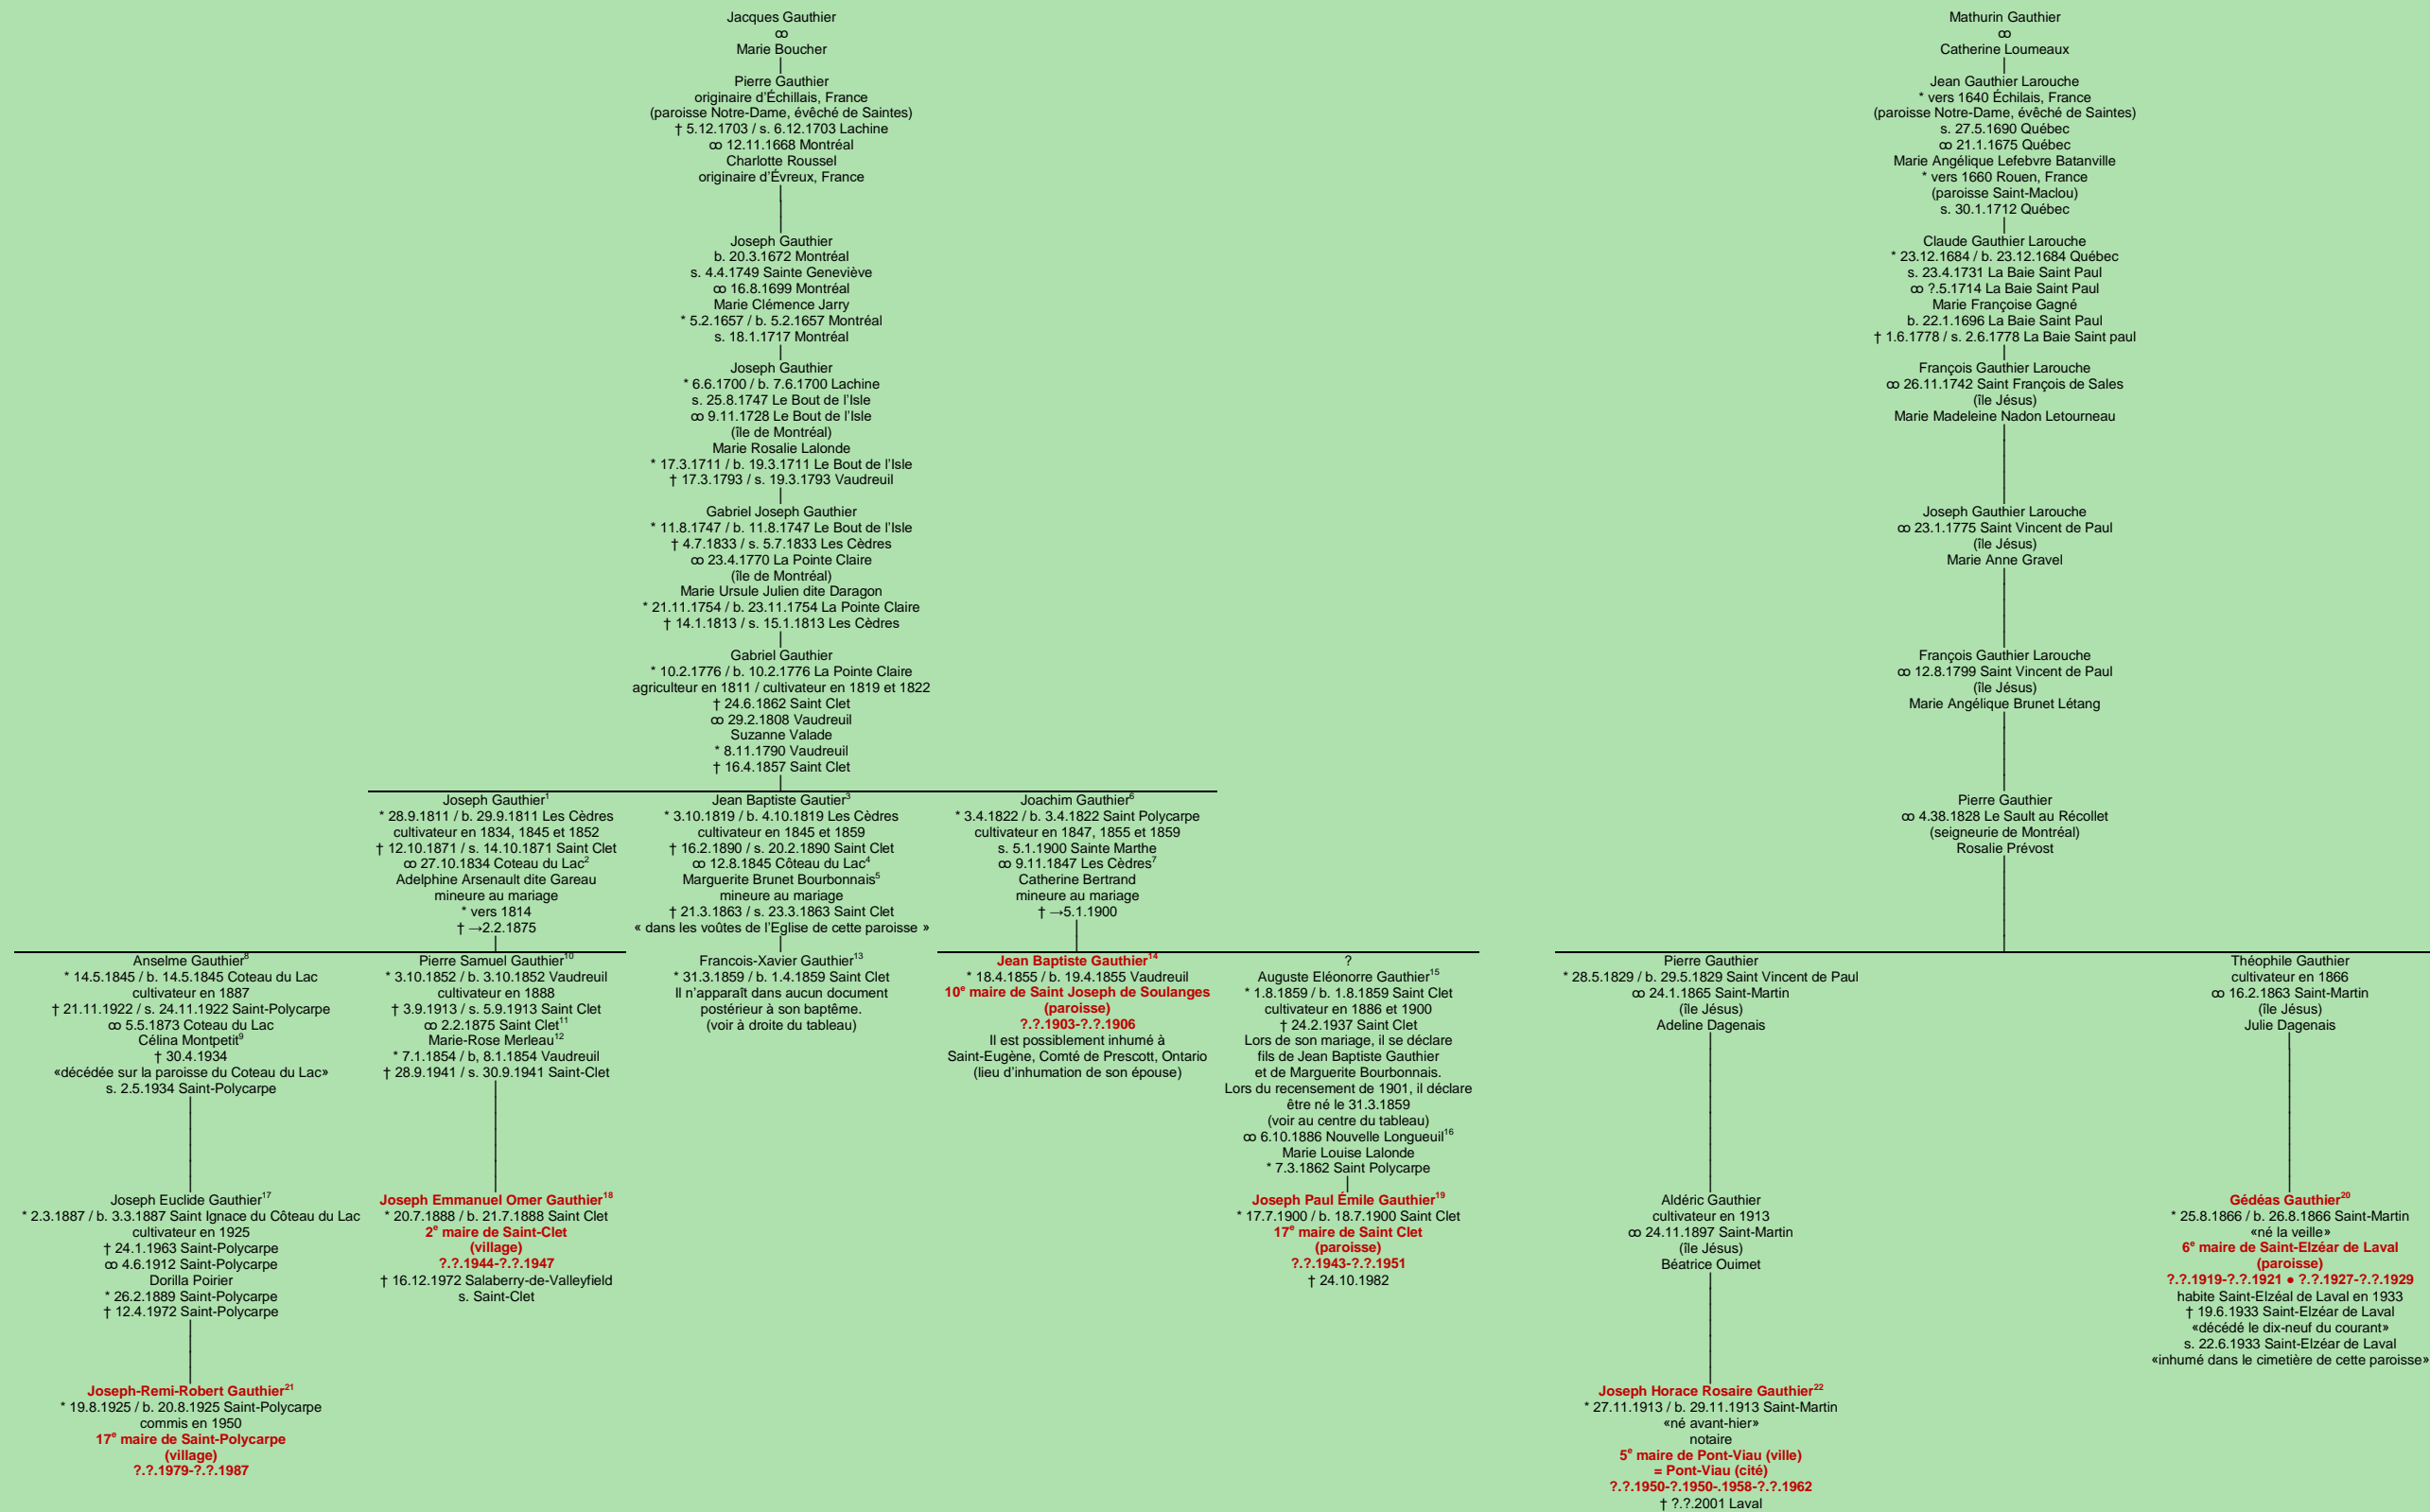 Jacques Gauthier
ꝏ
Marie Boucher
Pierre Gauthier
originaire d'Échillais, France
(paroisse Notre-Dame, évêché de Saintes)
† 5.12.1703 / s. 6.12.1703 Lachine
ꝏ 12.11.1668 Montréal
Charlotte Roussel
originaire d'Évreux, France
Joseph Gauthier
b. 20.3.1672 Montréal
s. 4.4.1749 Sainte Geneviève
ꝏ 16.8.1699 Montréal
Marie Clémence Jarry
* 5.2.1657 / b. 5.2.1657 Montréal
s. 18.1.1717 Montréal
Joseph Gauthier
* 6.6.1700 / b. 7.6.1700 Lachine
s. 25.8.1747 Le Bout de l'Isle
ꝏ 9.11.1728 Le Bout de l'Isle
(île de Montréal)
Marie Rosalie Lalonde
* 17.3.1711 / b. 19.3.1711 Le Bout de l'Isle
† 17.3.1793 / s. 19.3.1793 Vaudreuil
Gabriel Joseph Gauthier
* 11.8.1747 / b. 11.8.1747 Le Bout de l'Isle
† 4.7.1833 / s. 5.7.1833 Les Cèdres
ꝏ 23.4.1770 La Pointe Claire
(île de Montréal)
Marie Ursule Julien dite Daragon
* 21.11.1754 / b. 23.11.1754 La Pointe Claire
† 14.1.1813 / s. 15.1.1813 Les Cèdres
Gabriel Gauthier
* 10.2.1776 / b. 10.2.1776 La Pointe Claire
agriculteur en 1811 / cultivateur en 1819 et 1822
† 24.6.1862 Saint Clet
ꝏ 29.2.1808 Vaudreuil
Suzanne Valade
* 8.11.1790 Vaudreuil
† 16.4.1857 Saint Clet
Joseph Gauthier1
* 28.9.1811 / b. 29.9.1811 Les Cèdres
cultivateur en 1834, 1845 et 1852
† 12.10.1871 / s. 14.10.1871 Saint Clet
ꝏ 27.10.1834 Coteau du Lac2
Adelphine Arsenault dite Gareau
mineure au mariage
* vers 1814
† →2.2.1875
Jean Baptiste Gautier3
* 3.10.1819 / b. 4.10.1819 Les Cèdres
cultivateur en 1845 et 1859
† 16.2.1890 / s. 20.2.1890 Saint Clet
ꝏ 12.8.1845 Côteau du Lac4
Marguerite Brunet Bourbonnais5
mineure au mariage
† 21.3.1863 / s. 23.3.1863 Saint Clet
« dans les voûtes de l'Eglise de cette paroisse »
Joachim Gauthier6
* 3.4.1822 / b. 3.4.1822 Saint Polycarpe
cultivateur en 1847, 1855 et 1859
s. 5.1.1900 Sainte Marthe
ꝏ 9.11.1847 Les Cèdres7
Catherine Bertrand
mineure au mariage
† →5.1.1900
Anselme Gauthier8
* 14.5.1845 / b. 14.5.1845 Coteau du Lac
cultivateur en 1887
† 21.11.1922 / s. 24.11.1922 Saint-Polycarpe
ꝏ 5.5.1873 Coteau du Lac
Célina Montpetit9
† 30.4.1934
«décédée sur la paroisse du Coteau du Lac»
s. 2.5.1934 Saint-Polycarpe
Pierre Samuel Gauthier10
* 3.10.1852 / b. 3.10.1852 Vaudreuil
cultivateur en 1888
† 3.9.1913 / s. 5.9.1913 Saint Clet
ꝏ 2.2.1875 Saint Clet11
Marie-Rose Merleau12
* 7.1.1854 / b, 8.1.1854 Vaudreuil
† 28.9.1941 / s. 30.9.1941 Saint-Clet
Francois-Xavier Gauthier13
* 31.3.1859 / b. 1.4.1859 Saint Clet
Il n'apparaît dans aucun document
postérieur à son baptême.
(voir à droite du tableau)
Jean Baptiste Gauthier14
* 18.4.1855 / b. 19.4.1855 Vaudreuil
10e maire de Saint Joseph de Soulanges
(paroisse)
?.?.1903-?.?.1906
Il est possiblement inhumé à
Saint-Eugène, Comté de Prescott, Ontario
(lieu d'inhumation de son épouse)
?
Auguste Eléonorre Gauthier15
* 1.8.1859 / b. 1.8.1859 Saint Clet
cultivateur en 1886 et 1900
† 24.2.1937 Saint Clet
Lors de son mariage, il se déclare
fils de Jean Baptiste Gauthier
et de Marguerite Bourbonnais.
Lors du recensement de 1901, il déclare
être né le 31.3.1859
(voir au centre du tableau)
ꝏ 6.10.1886 Nouvelle Longueuil16
Marie Louise Lalonde
* 7.3.1862 Saint Polycarpe
Joseph Euclide Gauthier17
* 2.3.1887 / b. 3.3.1887 Saint Ignace du Côteau du Lac
cultivateur en 1925
† 24.1.1963 Saint-Polycarpe
ꝏ 4.6.1912 Saint-Polycarpe
Dorilla Poirier
* 26.2.1889 Saint-Polycarpe
† 12.4.1972 Saint-Polycarpe
Joseph Emmanuel Omer Gauthier18
* 20.7.1888 / b. 21.7.1888 Saint Clet
2e maire de Saint-Clet
(village)
?.?.1944-?.?.1947
† 16.12.1972 Salaberry-de-Valleyfield
s. Saint-Clet
Joseph Paul Émile Gauthier19
* 17.7.1900 / b. 18.7.1900 Saint Clet
17e maire de Saint Clet
(paroisse)
?.?.1943-?.?.1951
† 24.10.1982
Joseph-Remi-Robert Gauthier21
* 19.8.1925 / b. 20.8.1925 Saint-Polycarpe
commis en 1950
17e maire de Saint-Polycarpe
(village)
?.?.1979-?.?.1987
Mathurin Gauthier
ꝏ
Catherine Loumeaux
Jean Gauthier Larouche
* vers 1640 Échilais, France
(paroisse Notre-Dame, évêché de Saintes)
s. 27.5.1690 Québec
ꝏ 21.1.1675 Québec
Marie Angélique Lefebvre Batanville
* vers 1660 Rouen, France
(paroisse Saint-Maclou)
s. 30.1.1712 Québec
Claude Gauthier Larouche
* 23.12.1684 / b. 23.12.1684 Québec
s. 23.4.1731 La Baie Saint Paul
ꝏ ?.5.1714 La Baie Saint Paul
Marie Françoise Gagné
b. 22.1.1696 La Baie Saint Paul
† 1.6.1778 / s. 2.6.1778 La Baie Saint paul
François Gauthier Larouche
ꝏ 26.11.1742 Saint François de Sales
(île Jésus)
Marie Madeleine Nadon Letourneau
Joseph Gauthier Larouche
ꝏ 23.1.1775 Saint Vincent de Paul
(île Jésus)
Marie Anne Gravel
François Gauthier Larouche
ꝏ 12.8.1799 Saint Vincent de Paul
(île Jésus)
Marie Angélique Brunet Létang
Pierre Gauthier
ꝏ 4.38.1828 Le Sault au Récollet
(seigneurie de Montréal)
Rosalie Prévost
Pierre Gauthier
* 28.5.1829 / b. 29.5.1829 Saint Vincent de Paul
ꝏ 24.1.1865 Saint-Martin
(île Jésus)
Adeline Dagenais
Théophile Gauthier
cultivateur en 1866
ꝏ 16.2.1863 Saint-Martin
(île Jésus)
Julie Dagenais
Aldéric Gauthier
cultivateur en 1913
ꝏ 24.11.1897 Saint-Martin
(île Jésus)
Béatrice Ouimet
Gédéas Gauthier20
* 25.8.1866 / b. 26.8.1866 Saint-Martin
«né la veille»
6e maire de Saint-Elzéar de Laval
(paroisse)
?.?.1919-?.?.1921 ● ?.?.1927-?.?.1929
habite Saint-Elzéal de Laval en 1933
† 19.6.1933 Saint-Elzéar de Laval
«décédé le dix-neuf du courant»
s. 22.6.1933 Saint-Elzéar de Laval
«inhumé dans le cimetière de cette paroisse»
Joseph Horace Rosaire Gauthier22
* 27.11.1913 / b. 29.11.1913 Saint-Martin
«né avant-hier»
notaire
5e maire de Pont-Viau (ville)
= Pont-Viau (cité)
?.?.1950-?.1950-.1958-?.?.1962
† ?.?.2001 Laval